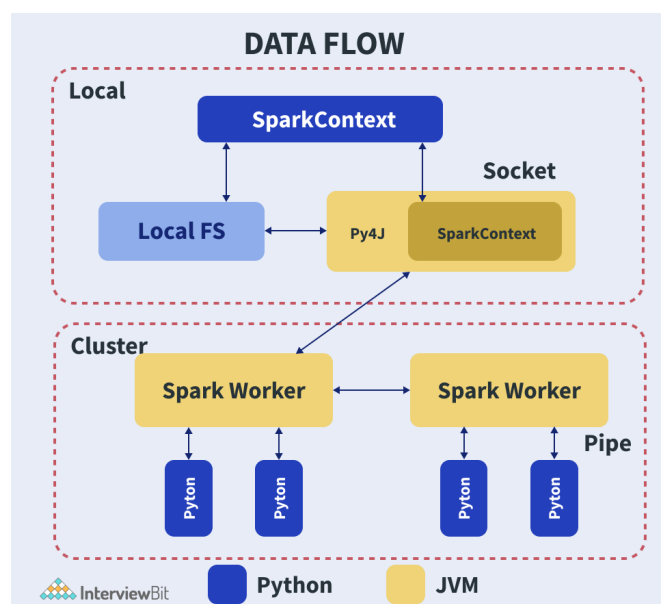 DATA FLOW
Local
SparkContext
Socket
Local FS
Py4J
SparkContext
Cluster
Spark Worker
Spark Worker
Pipe
Pyton
Pyton
Pyton
Pyton
InterviewBit
Python
JVM